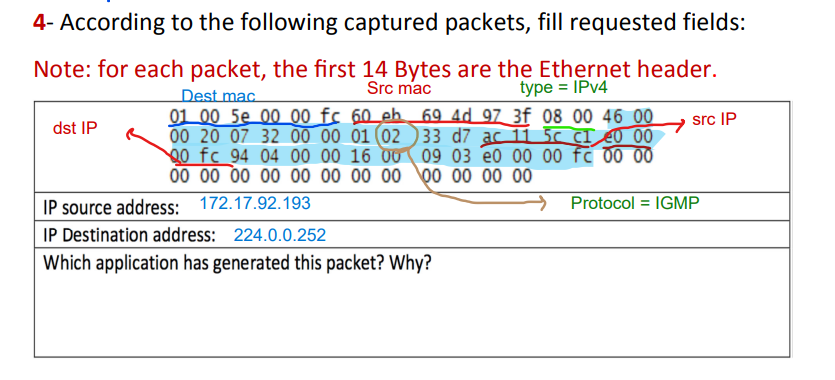 4- According to the following captured packets, fill requested fields:
Note: for each packet, the first 14 Bytes are the Ethernet header.
Dest mac Src mac type = IPv4
01 00 5e 00 00 fc 60 eb 69 4d 97 3f 08 00 46 00
dst IP src IP
00 20 07 32 00 00 01 02 33 d7 ac 11 5c c1 e0 00
00 fc 94 04 00 00 16 00 09 03 e0 00 00 fc 00 00
00 00 00 00 00 00 00 00 00 00 00 00
IP source address: 172.17.92.193 Protocol = IGMP
IP Destination address: 224.0.0.252
Which application has generated this packet? Why?